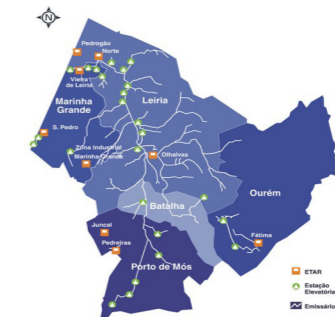 N
Pedrogão
Norte
Vieira
de Leiria
Marinha
Grande
Leiria
S. Pedro
Zona Industrial
Marinha Grande
Olhalvas
Ourém
Batalha
Juncal
Pedreiras
Fátima
Porto de Mós
ETAR
Estação
Elevatória
Emissário